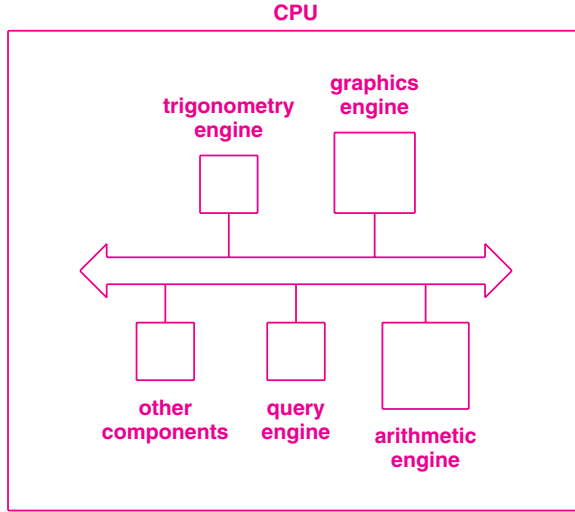 CPU
graphics
engine
trigonometry
engine
other
components
query
engine
arithmetic
engine